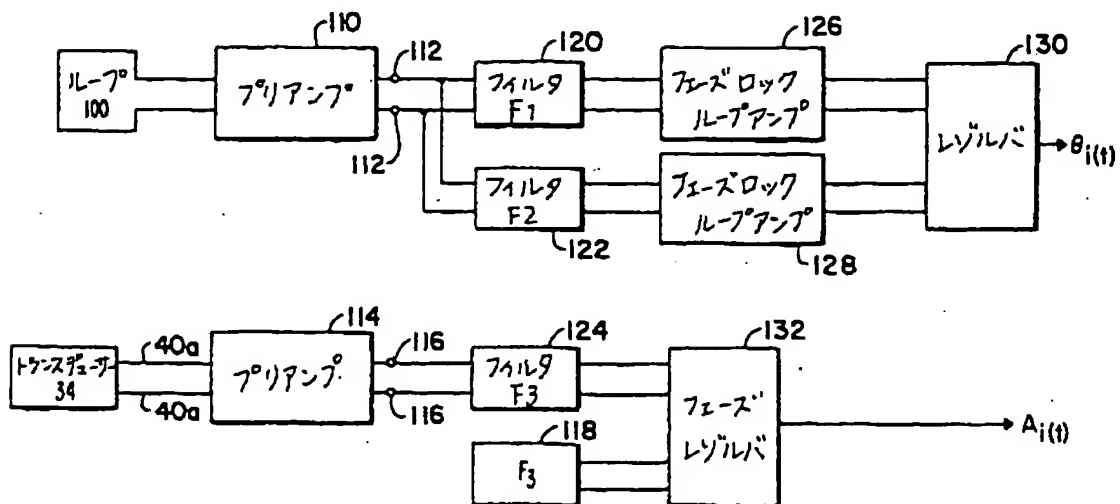 110
112
120
126
130
ループ
100
プリアンプ
フィルタ
F1
フェーズロック
ループアンプ
レゾルバ
θi(t)
112
フィルタ
F2
122
フェーズロック
ループアンプ
128
114
116
124
132
トランスデューサー
34
40a
40a
プリアンプ
116
フィルタ
F3
118
F3
フェーズ
レゾルバ
Ai(t)